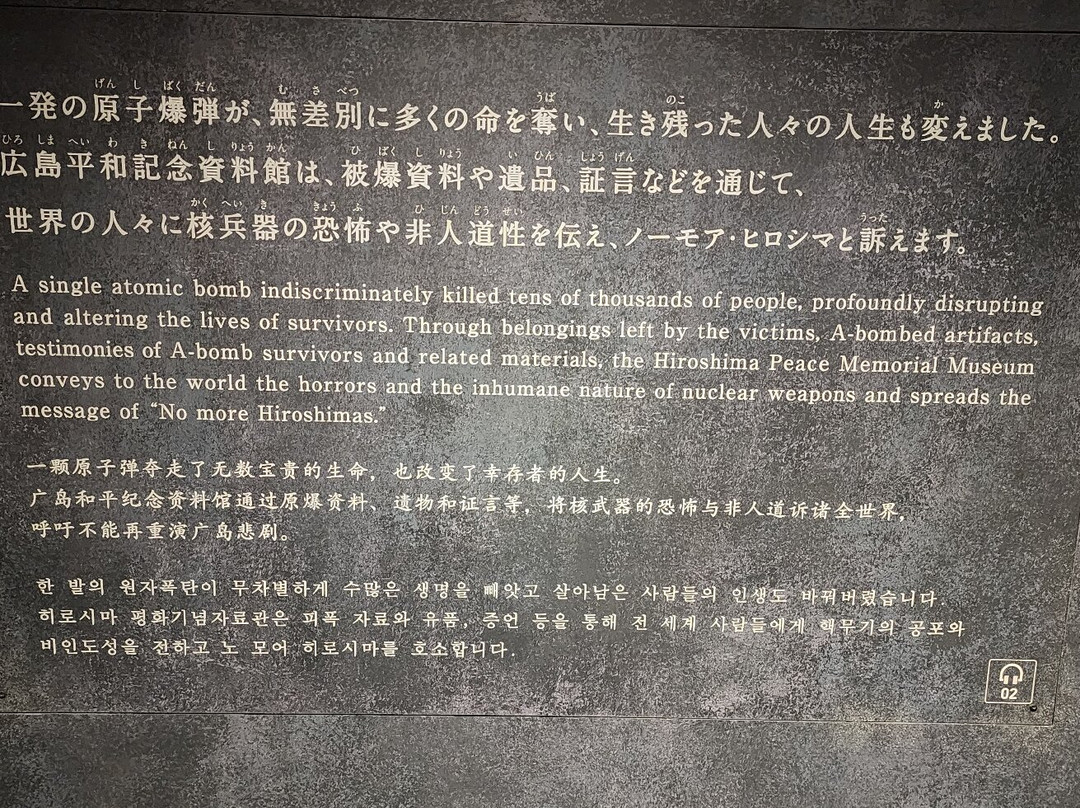 一発の原子爆弾が、無差別に多くの命を奪い、生き残った人々の人生も変えました。
広島平和記念資料館は、被爆資料や遺品、証言などを通じて、
世界の人々に核兵器の恐怖や非人道性を伝え、ノーモア・ヒロシマと訴えます。
A single atomic bomb indiscriminately killed tens of thousands of people, profoundly disrupting
and altering the lives of survivors. Through belongings left by the victims, A-bombed artifacts,
testimonies of A-bomb survivors and related materials, the Hiroshima Peace Memorial Museum
conveys to the world the horrors and the inhumane nature of nuclear weapons and spreads the
message of “No more Hiroshimas.”
一颗原子弹夺走了无数宝贵的生命，也改变了幸存者的人生。
广岛和平纪念资料馆通过原爆资料、遗物和证言等，将核武器的恐怖与非人道诉诸全世界，
呼吁不能再重演广岛悲剧。
한 발의 원자폭탄이 무차별하게 수많은 생명을 빼앗고 살아남은 사람들의 인생도 바꿔버렸습니다.
히로시마 평화기념자료관은 피폭 자료와 유품, 증언 등을 통해 전 세계 사람들에게 핵무기의 공포와
비인도성을 전하고 노 모어 히로시마를 호소합니다.
02